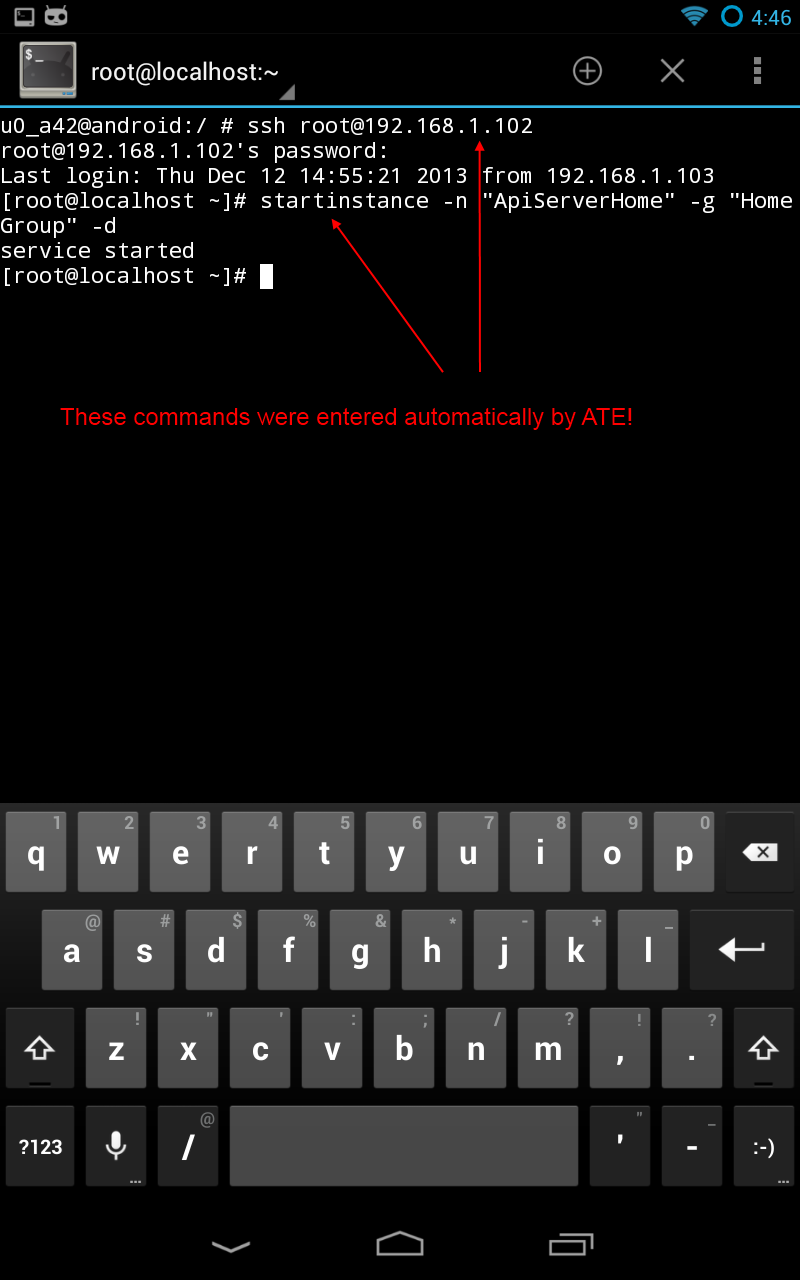 4:46
$_
root@localhost:~
u0_a42@android:/ # ssh root@192.168.1.102
root@192.168.1.102's password:
Last login: Thu Dec 12 14:55:21 2013 from 192.168.1.103
[root@localhost ~]# startinstance -n "ApiServerHome" -g "Home
Group" -d
service started
[root@localhost ~]#
These commands were entered automatically by ATE!
1 2 3 4 5 6 7 8 9 0
q w e r t y u i o p
@ # $ % & * - + _
a s d f g h j k l
! " ' : ; / ? ! ?
z x c v b n m , .
@ " _
?123 ... / ' - :-) ...